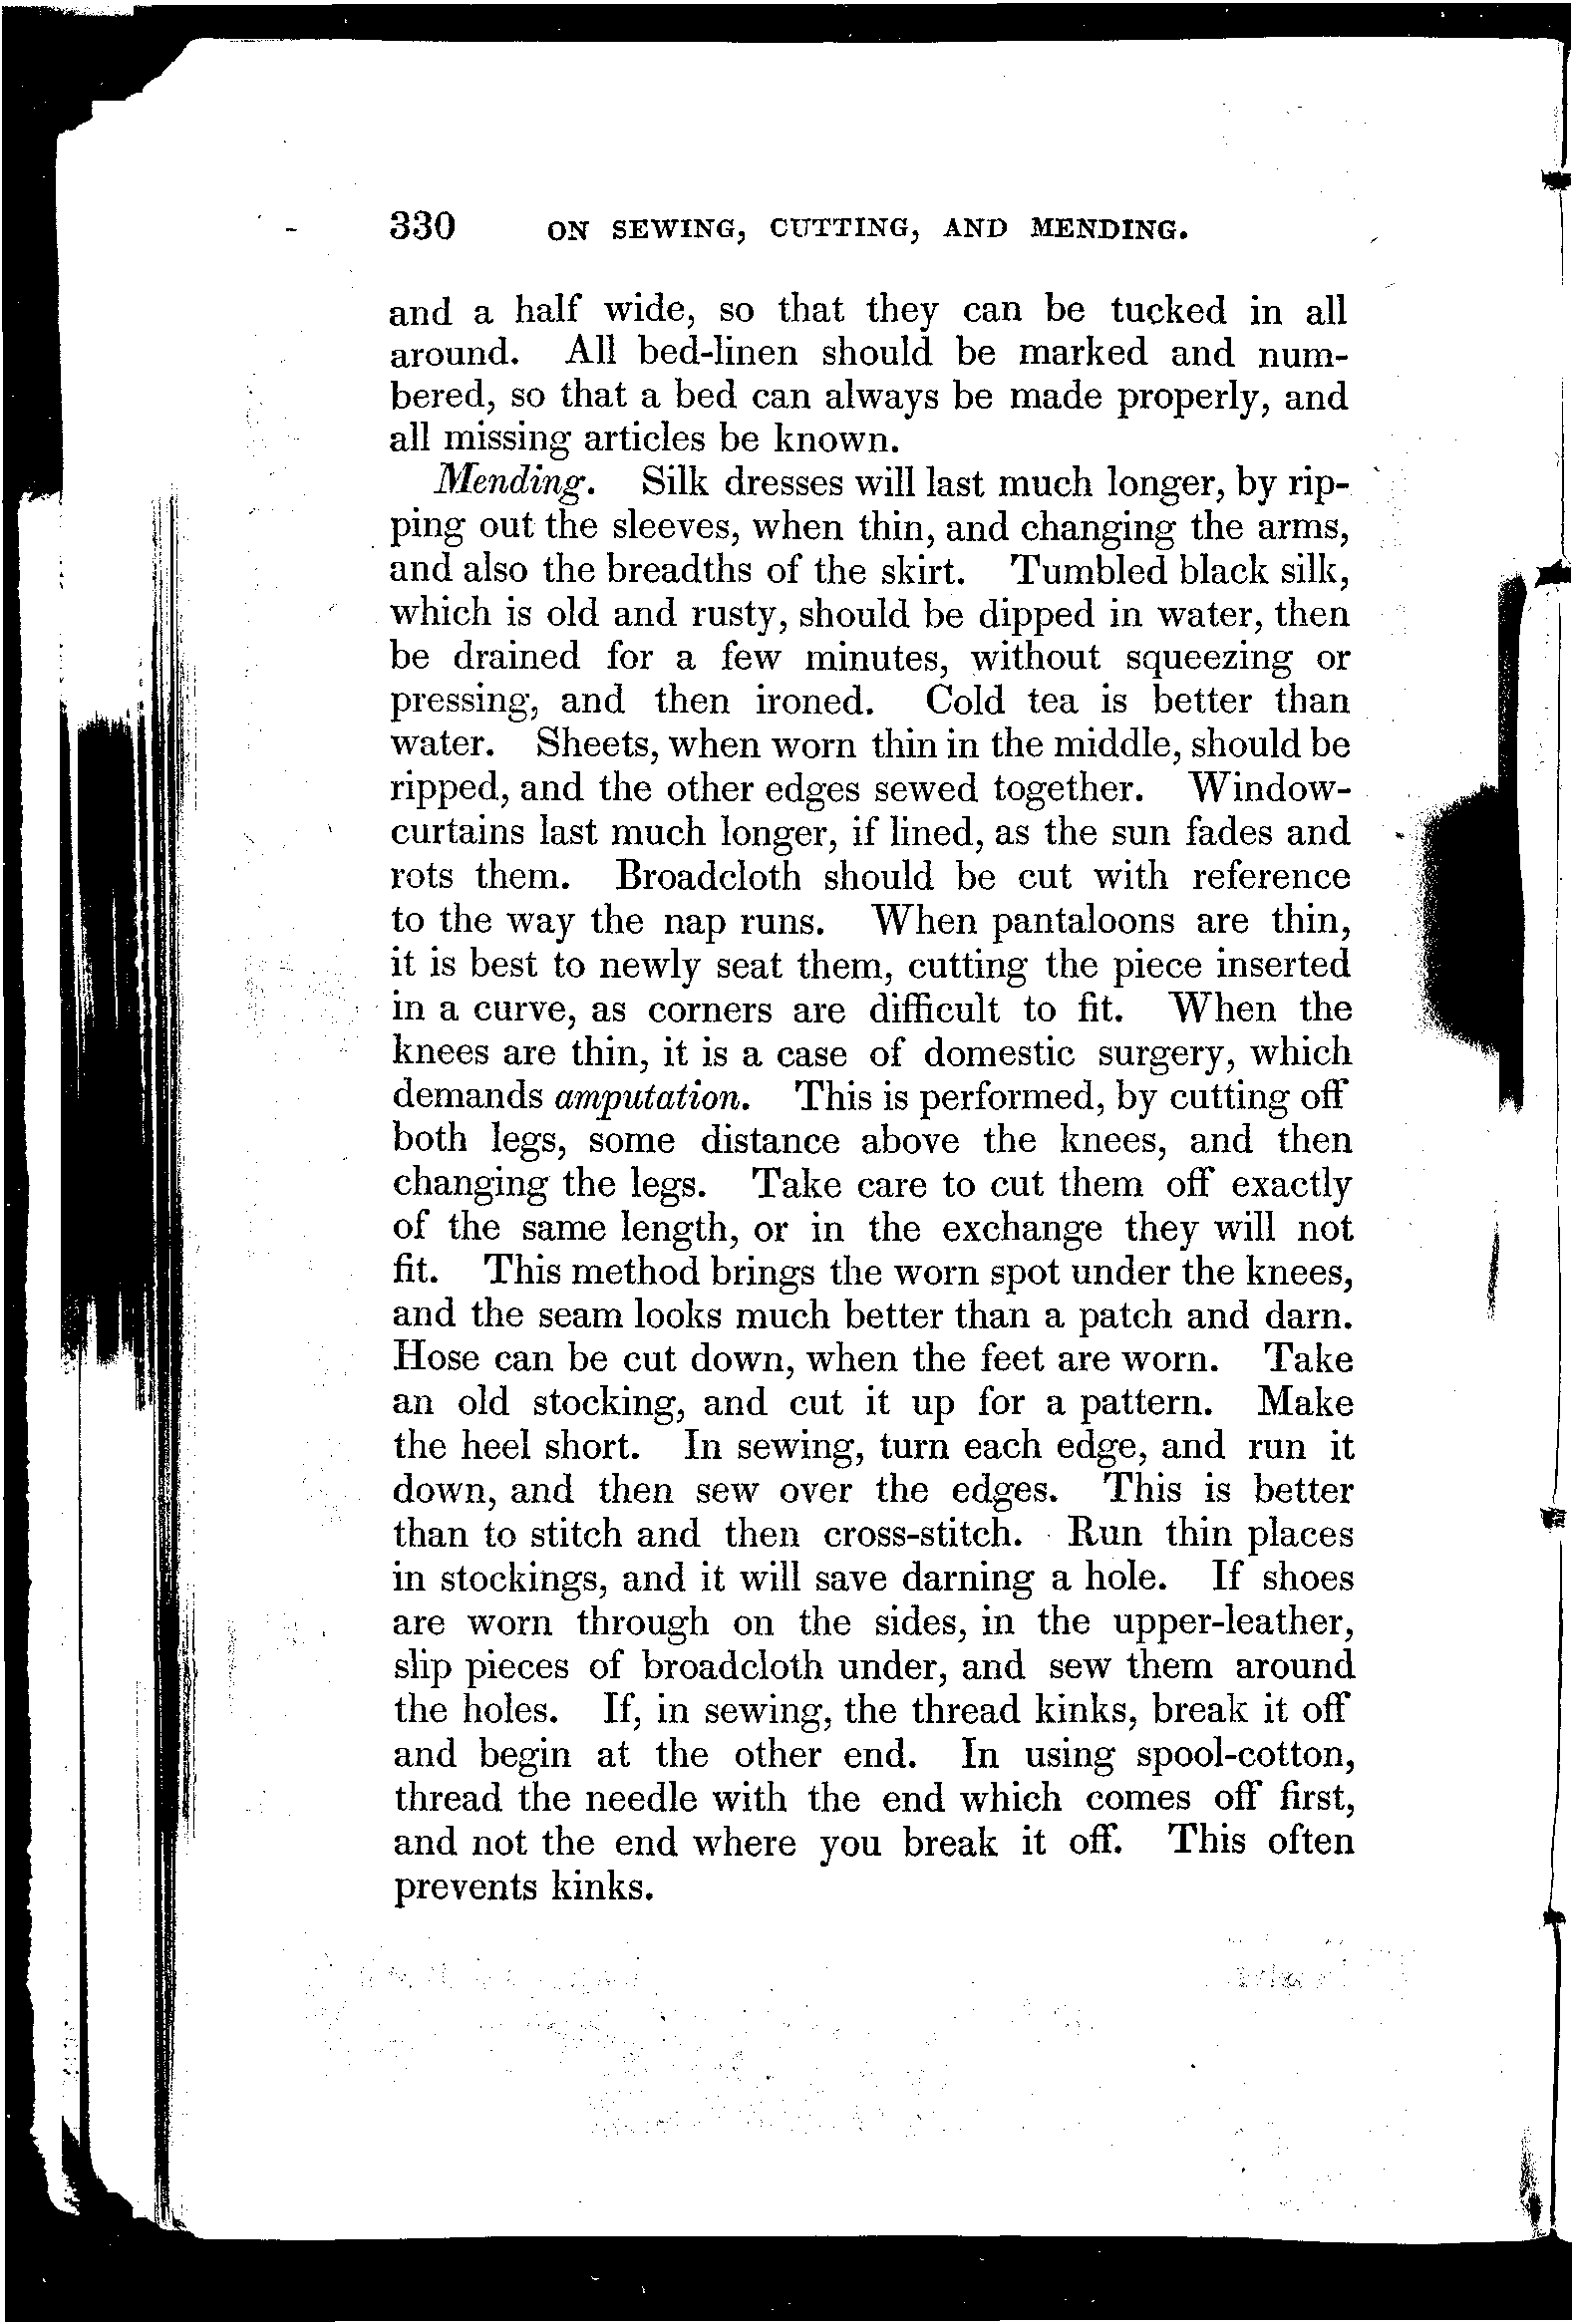 330 ON SEWING, CUTTING, AND MENDING.
and a half wide, so that they can be tucked in all
around. All bed-linen should be marked and num-
bered, so that a bed can always be made properly, and
all missing articles be known.
Mending. Silk dresses will last much longer, by rip-
ping out the sleeves, when thin, and changing the arms,
and also the breadths of the skirt. Tumbled black silk,
which is old and rusty, should be dipped in water, then
be drained for a few minutes, without squeezing or
pressing, and then ironed. Cold tea is better than
water. Sheets, when worn thin in the middle, should be
ripped, and the other edges sewed together. Window-
curtains last much longer, if lined, as the sun fades and
rots them. Broadcloth should be cut with reference
to the way the nap runs. When pantaloons are thin,
it is best to newly seat them, cutting the piece inserted
in a curve, as corners are difficult to fit. When the
knees are thin, it is a case of domestic surgery, which
demands amputation. This is performed, by cutting off
both legs, some distance above the knees, and then
changing the legs. Take care to cut them off exactly
of the same length, or in the exchange they will not
fit. This method brings the worn spot under the knees,
and the seam looks much better than a patch and darn.
Hose can be cut down, when the feet are worn. Take
an old stocking, and cut it up for a pattern. Make
the heel short. In sewing, turn each edge, and run it
down, and then sew over the edges. This is better
than to stitch and then cross-stitch. Run thin places
in stockings, and it will save darning a hole. If shoes
are worn through on the sides, in the upper-leather,
slip pieces of broadcloth under, and sew them around
the holes. If, in sewing, the thread kinks, break it off
and begin at the other end. In using spool-cotton,
thread the needle with the end which comes off first,
and not the end where you break it off. This often
prevents kinks.